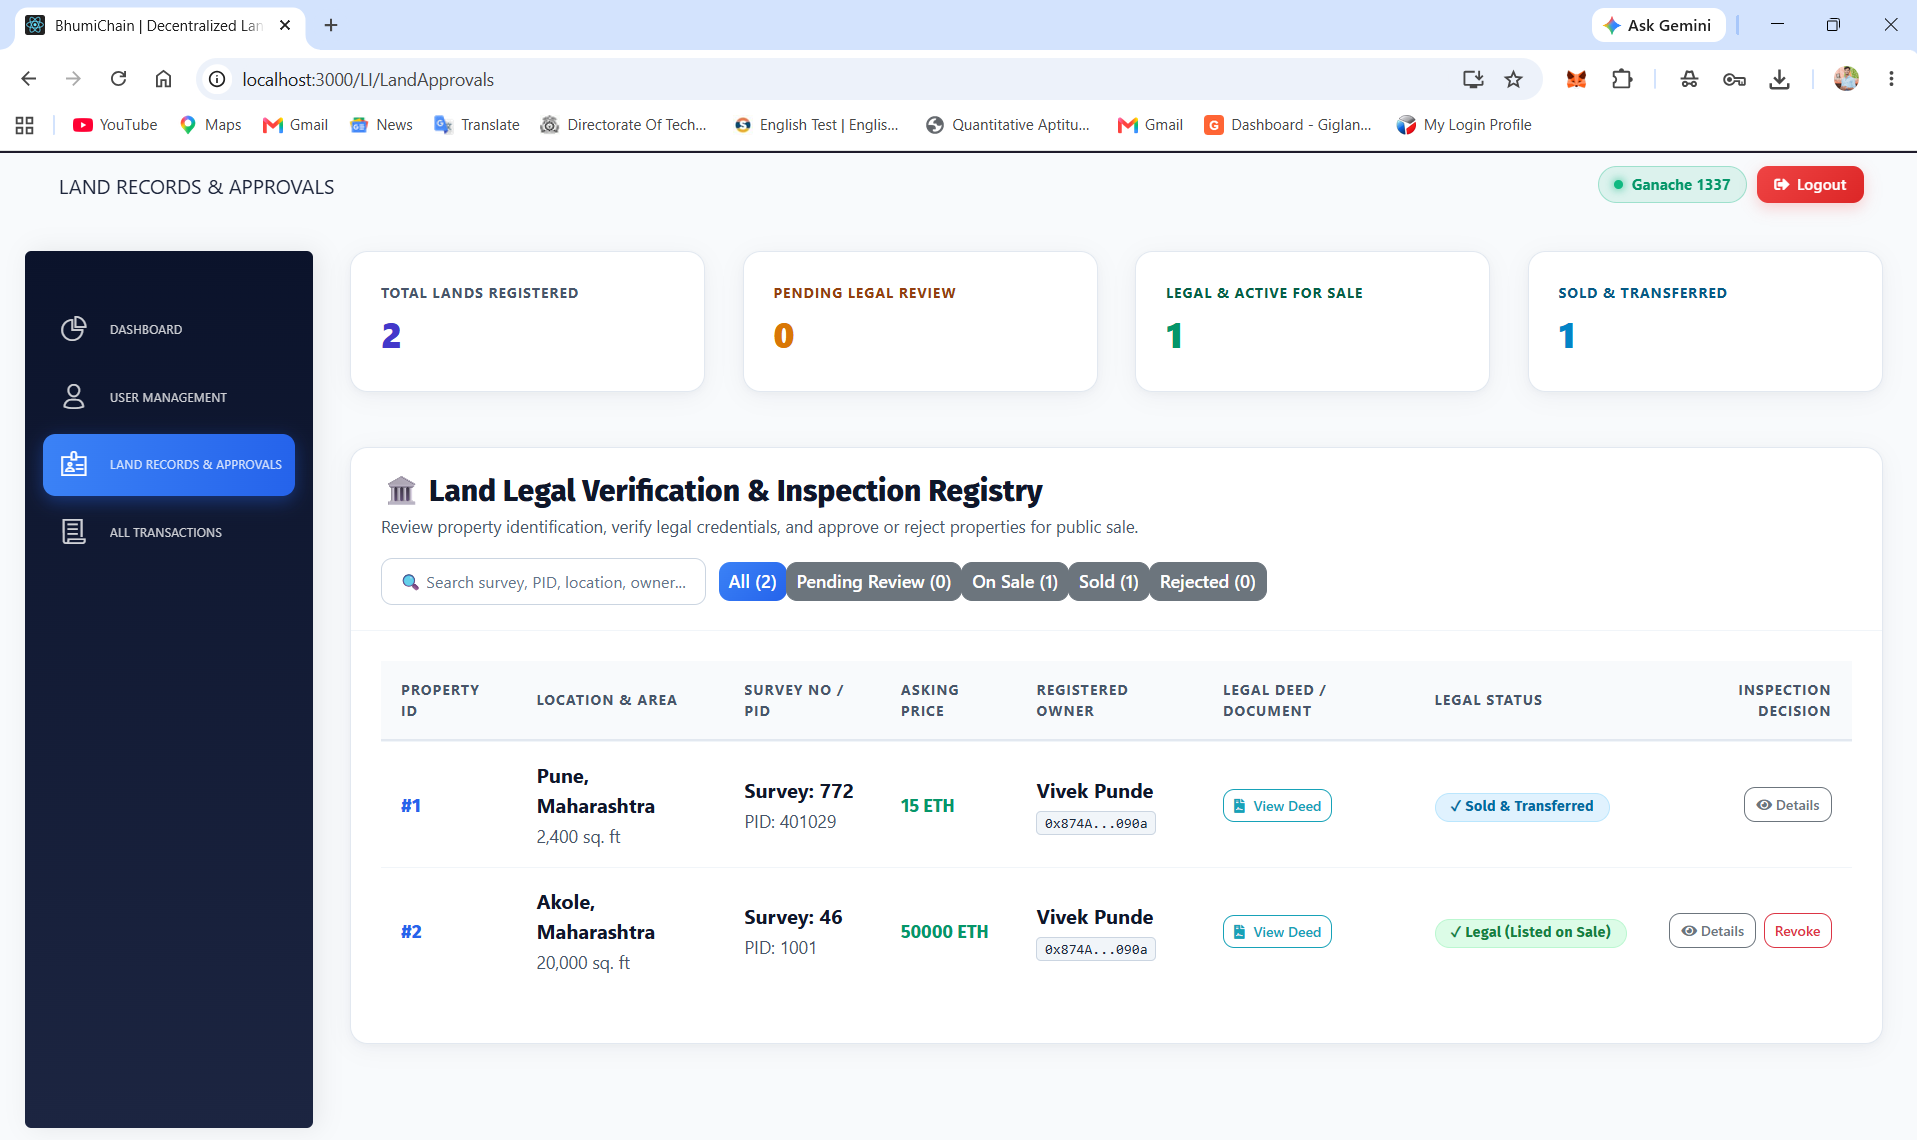 BhumiChain | Decentralized Lan
Ask Gemini
localhost:3000/LI/LandApprovals
YouTube
Maps
Gmail
News
Translate
Directorate Of Tech...
English Test | Englis...
Quantitative Aptitu...
Gmail
Dashboard - Giglan...
My Login Profile
LAND RECORDS & APPROVALS
Ganache 1337
Logout
DASHBOARD
USER MANAGEMENT
LAND RECORDS & APPROVALS
ALL TRANSACTIONS
TOTAL LANDS REGISTERED
2
PENDING LEGAL REVIEW
0
LEGAL & ACTIVE FOR SALE
1
SOLD & TRANSFERRED
1
Land Legal Verification & Inspection Registry
Review property identification, verify legal credentials, and approve or reject properties for public sale.
Search survey, PID, location, owner...
All (2)
Pending Review (0)
On Sale (1)
Sold (1)
Rejected (0)
PROPERTY
ID
LOCATION & AREA
SURVEY NO /
PID
ASKING
PRICE
REGISTERED
OWNER
LEGAL DEED /
DOCUMENT
LEGAL STATUS
INSPECTION
DECISION
#1
Pune,
Maharashtra
2,400 sq. ft
Survey: 772
PID: 401029
15 ETH
Vivek Punde
0x874A...090a
View Deed
✓ Sold & Transferred
Details
#2
Akole,
Maharashtra
20,000 sq. ft
Survey: 46
PID: 1001
50000 ETH
Vivek Punde
0x874A...090a
View Deed
✓ Legal (Listed on Sale)
Details
Revoke